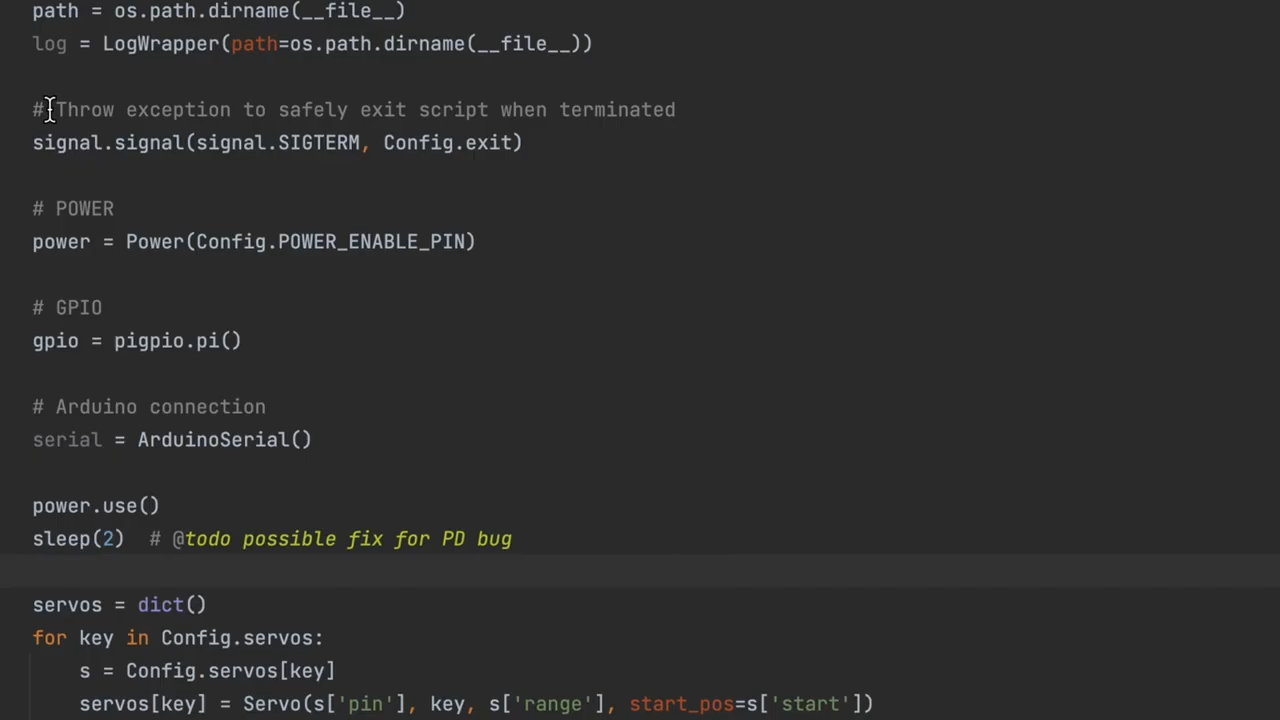 path = os.path.dirname(__file__)
log = LogWrapper(path=os.path.dirname(__file__))
# Throw exception to safely exit script when terminated
signal.signal(signal.SIGTERM, Config.exit)
# POWER
power = Power(Config.POWER_ENABLE_PIN)
# GPIO
gpio = pigpio.pi()
# Arduino connection
serial = ArduinoSerial()
power.use()
sleep(2)  # @todo possible fix for PD bug
servos = dict()
for key in Config.servos:
    s = Config.servos[key]
    servos[key] = Servo(s['pin'], key, s['range'], start_pos=s['start'])